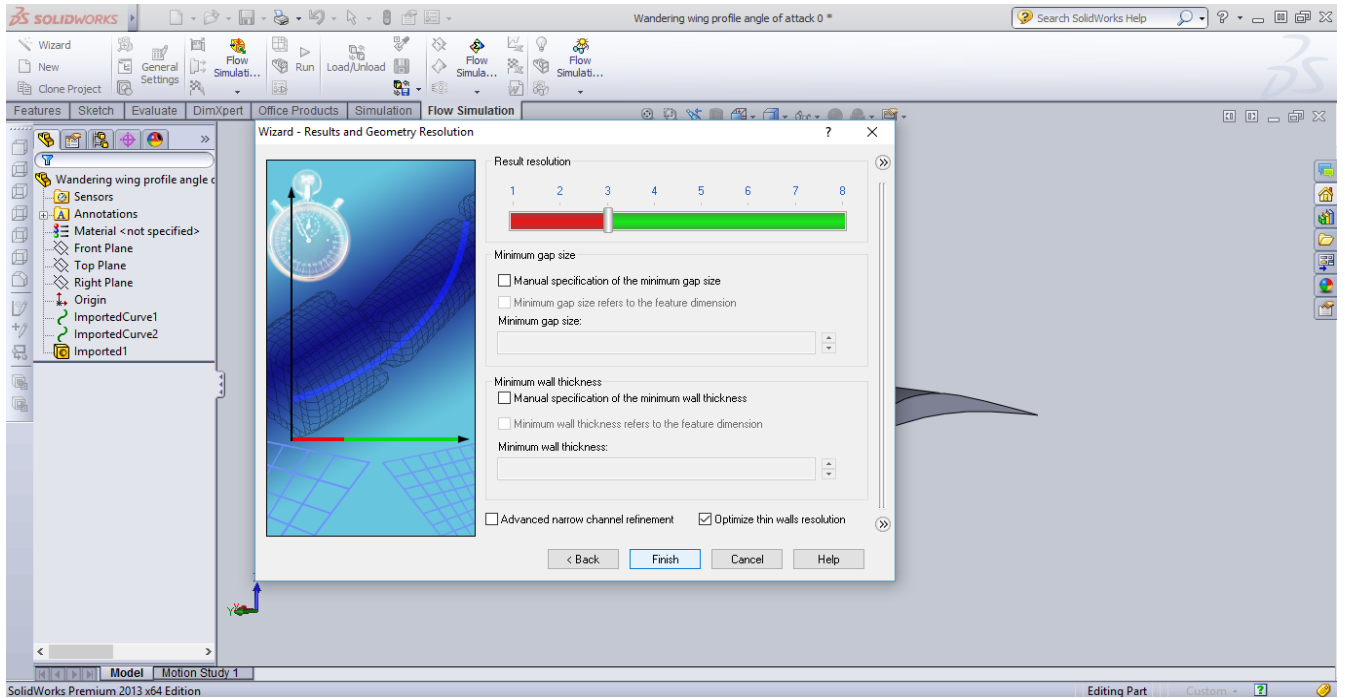 SOLIDWORKS
Wandering wing profile angle of attack 0 *
Search SolidWorks Help
Wizard
New
Clone Project
General Settings
Flow Simulati...
Run
Load/Unload
Flow Simula...
Flow Simulati...
Features Sketch Evaluate DimXpert Office Products Simulation Flow Simulation
Wandering wing profile angle c
Sensors
Annotations
Material <not specified>
Front Plane
Top Plane
Right Plane
Origin
ImportedCurve1
ImportedCurve2
Imported1
Wizard - Results and Geometry Resolution
Result resolution
1 2 3 4 5 6 7 8
Minimum gap size
Manual specification of the minimum gap size
Minimum gap size refers to the feature dimension
Minimum gap size:
Minimum wall thickness
Manual specification of the minimum wall thickness
Minimum wall thickness refers to the feature dimension
Minimum wall thickness:
Advanced narrow channel refinement Optimize thin walls resolution
< Back Finish Cancel Help
Model Motion Study 1
SolidWorks Premium 2013 x64 Edition
Editing Part Custom